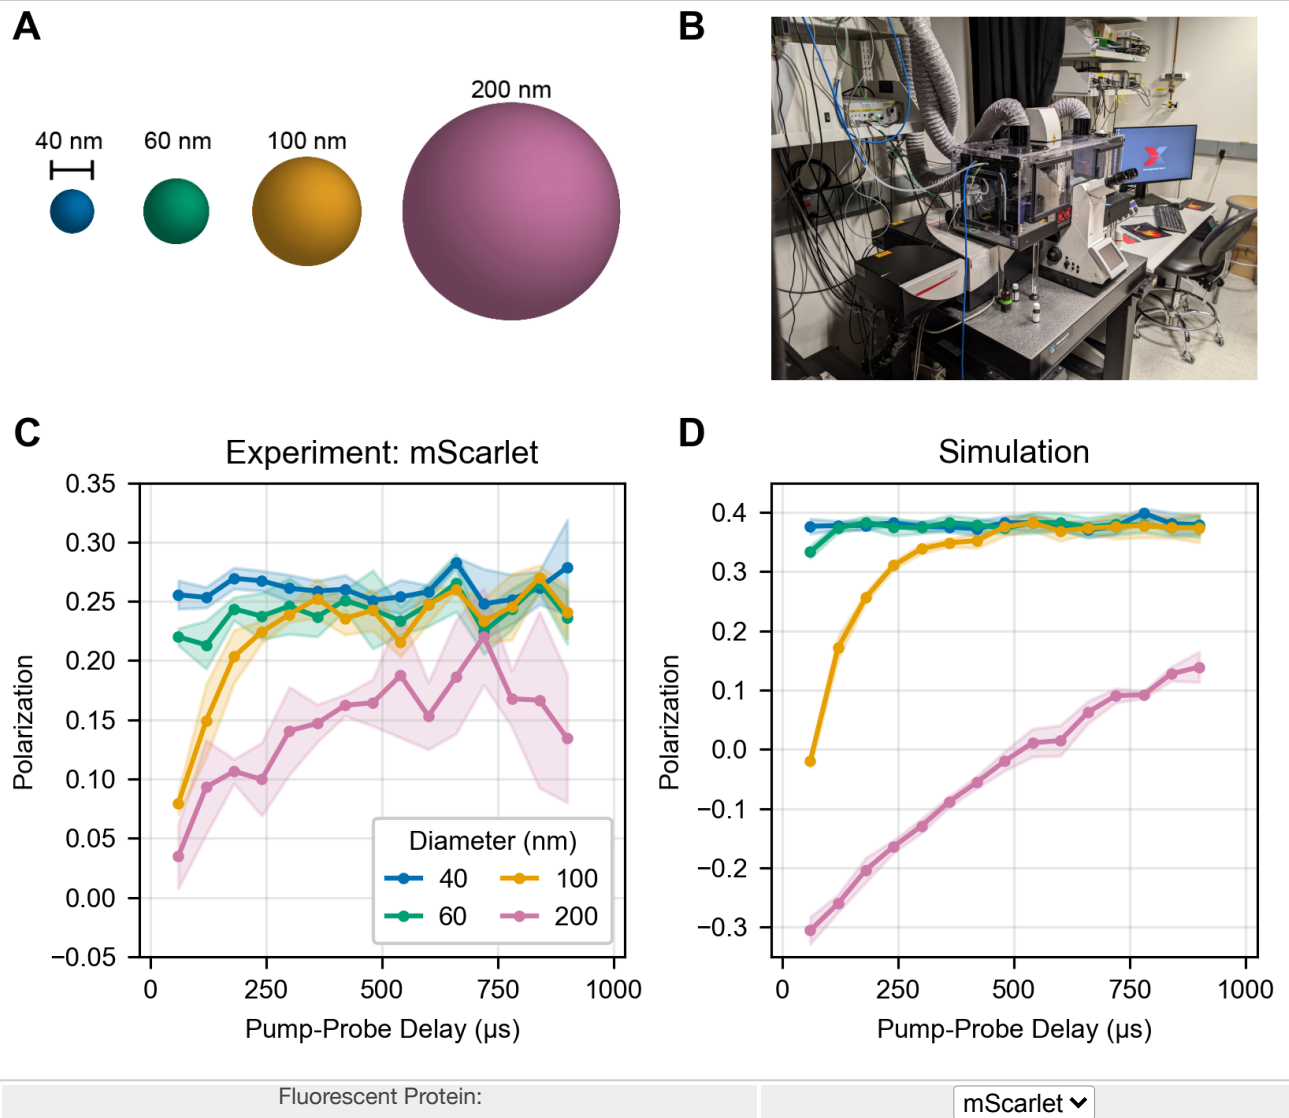 A
B
200 nm
40 nm
60 nm
100 nm
C
D
Experiment: mScarlet
Simulation
0.35
0.30
0.25
0.20
0.15
0.10
0.05
0.00
−0.05
Polarization
0
250
500
750
1000
Pump-Probe Delay (µs)
Diameter (nm)
40
100
60
200
0.4
0.3
0.2
0.1
0.0
−0.1
−0.2
−0.3
Polarization
0
250
500
750
1000
Pump-Probe Delay (µs)
Fluorescent Protein:
mScarlet